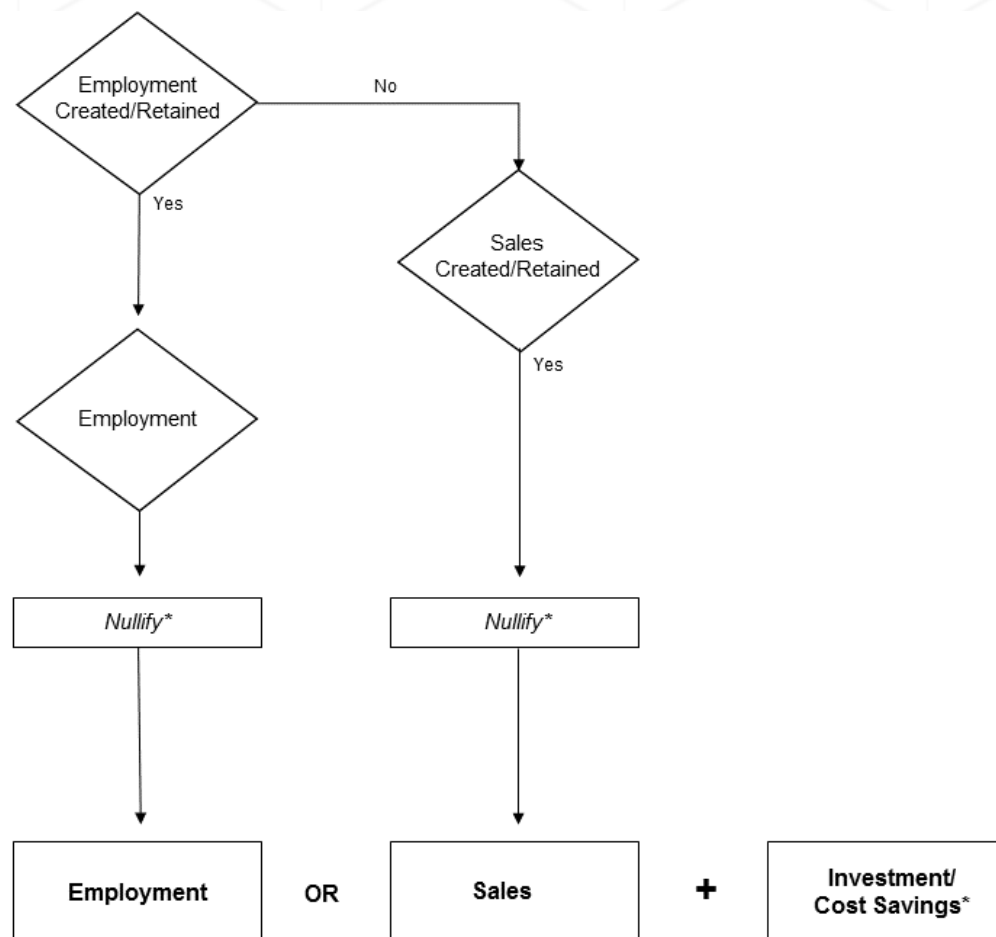 Employment
Created/Retained
No
Yes
Sales
Created/Retained
Yes
Employment
Nullify*
Nullify*
Employment
OR
Sales
+
Investment/
Cost Savings*